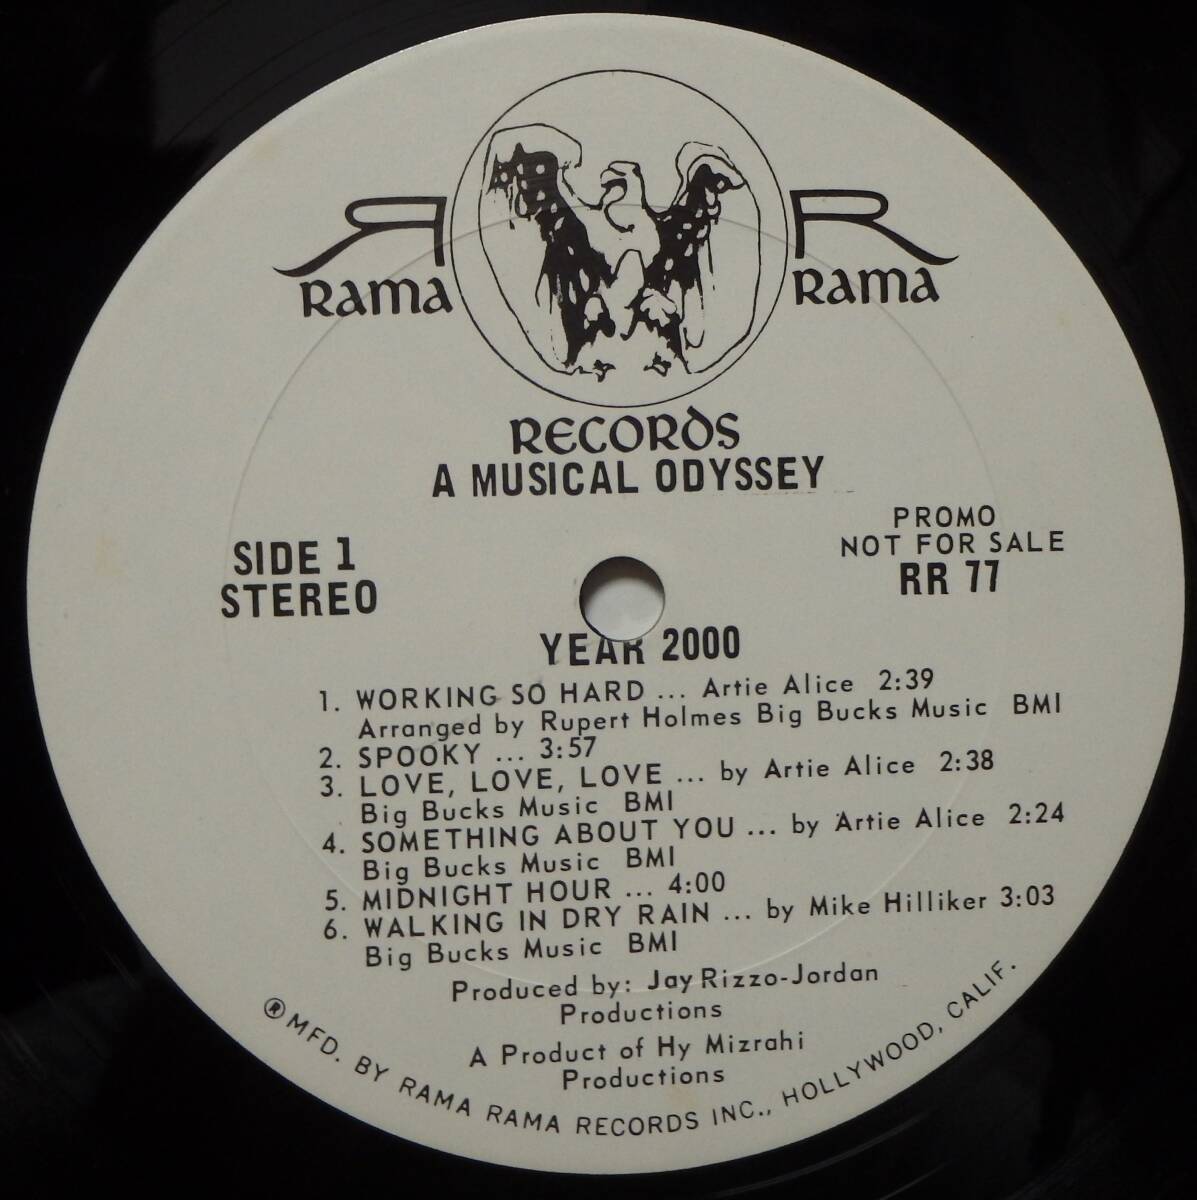 R R
RAMA RAMA
RECORDS
A MUSICAL ODYSSEY
SIDE 1
STEREO
PROMO
NOT FOR SALE
RR 77
YEAR 2000
1. WORKING SO HARD ... Artie Alice 2:39
Arranged by Rupert Holmes Big Bucks Music BMI
2. SPOOKY ... 3:57
3. LOVE, LOVE, LOVE ... by Artie Alice 2:38
Big Bucks Music BMI
4. SOMETHING ABOUT YOU ... by Artie Alice 2:24
Big Bucks Music BMI
5. MIDNIGHT HOUR ... 4:00
6. WALKING IN DRY RAIN ... by Mike Hilliker 3:03
Big Bucks Music BMI
Produced by: Jay Rizzo-Jordan
Productions
A Product of Hy Mizrahi
Productions
® MFD. BY RAMA RAMA RECORDS INC., HOLLYWOOD, CALIF.